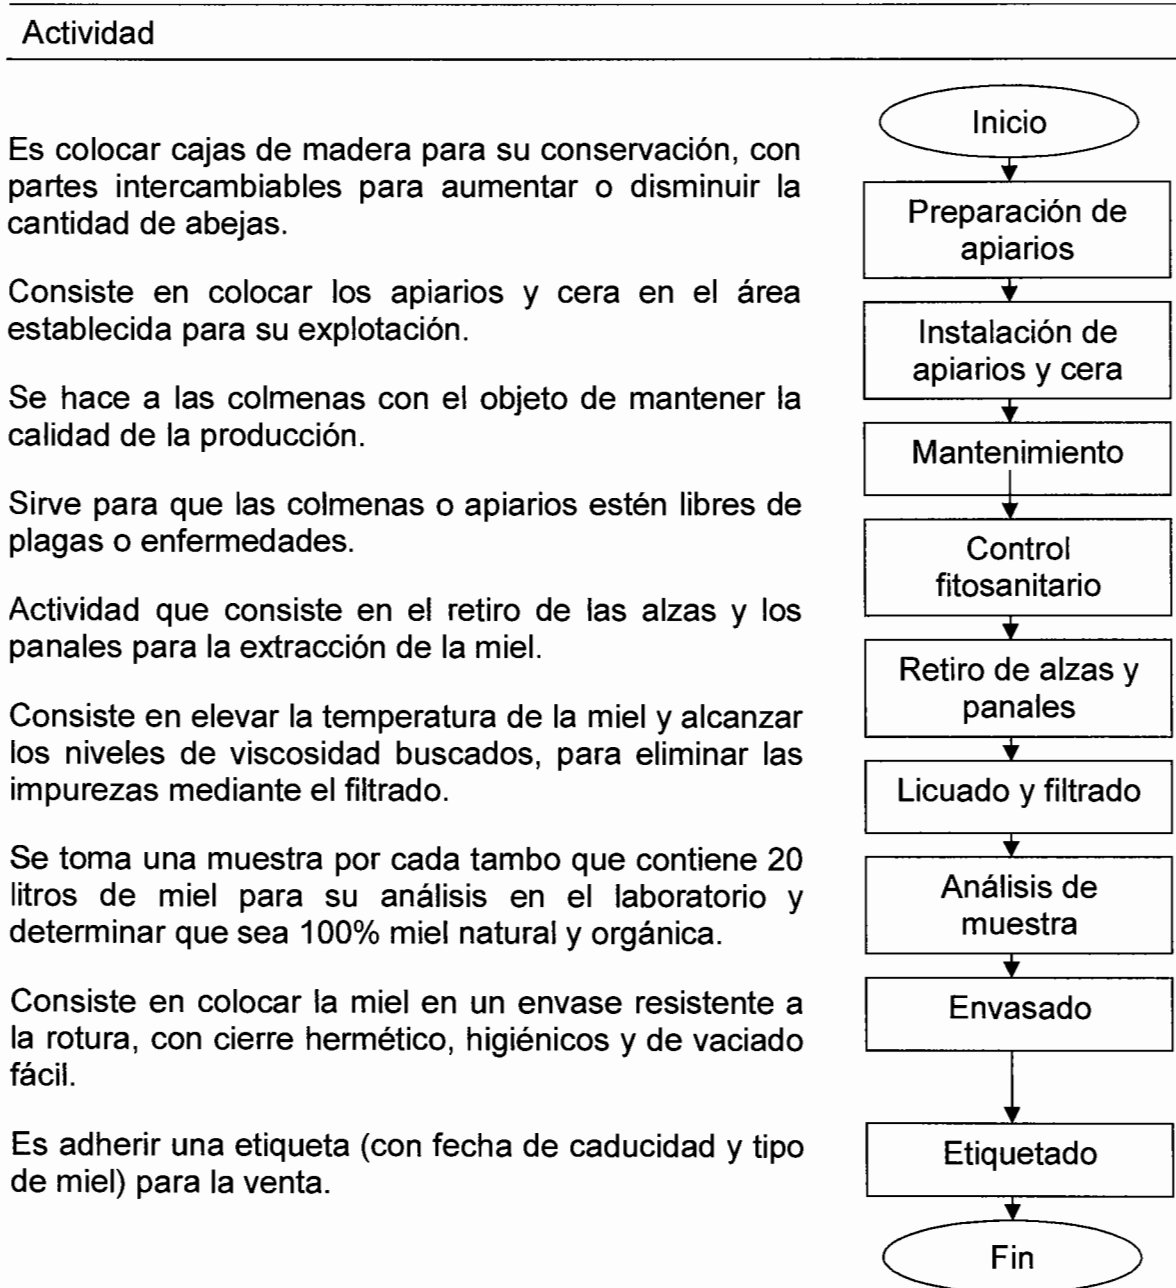 Actividad
Inicio
Es colocar cajas de madera para su conservación, con
partes intercambiables para aumentar o disminuir la
cantidad de abejas.
Preparación de
apiarios
Consiste en colocar los apiarios y cera en el área
establecida para su explotación.
Instalación de
apiarios y cera
Se hace a las colmenas con el objeto de mantener la
calidad de la producción.
Mantenimiento
Sirve para que las colmenas o apiarios estén libres de
plagas o enfermedades.
Control
fitosanitario
Actividad que consiste en el retiro de las alzas y los
panales para la extracción de la miel.
Retiro de alzas y
panales
Consiste en elevar la temperatura de la miel y alcanzar
los niveles de viscosidad buscados, para eliminar las
impurezas mediante el filtrado.
Licuado y filtrado
Se toma una muestra por cada tambo que contiene 20
litros de miel para su análisis en el laboratorio y
determinar que sea 100% miel natural y orgánica.
Análisis de
muestra
Consiste en colocar la miel en un envase resistente a
la rotura, con cierre hermético, higiénicos y de vaciado
fácil.
Envasado
Es adherir una etiqueta (con fecha de caducidad y tipo
de miel) para la venta.
Etiquetado
Fin